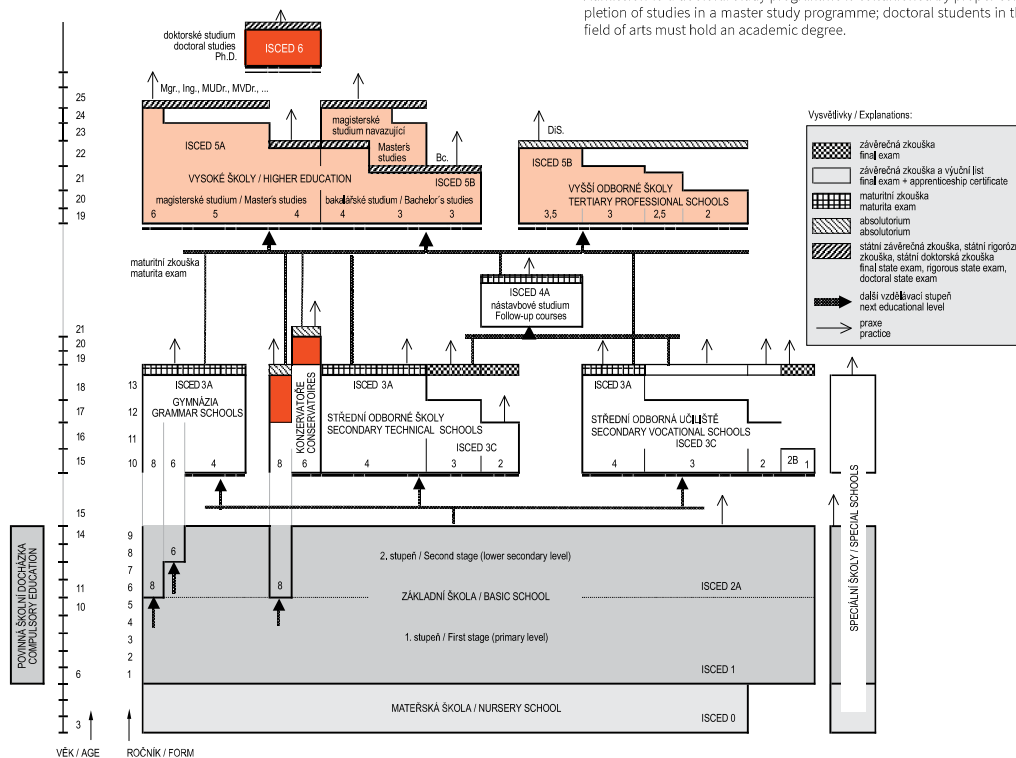 pletion of studies in a master study programme; doctoral students in th
field of arts must hold an academic degree.
doktorské studium
doctoral studies
Ph.D.
ISCED 6
Mgr., Ing., MUDr., MVDr., ...
25
24
23
22
21
20
19
ISCED 5A
magisterské
studium navazující
Master's
studies
Bc.
ISCED 5B
VYSOKÉ ŠKOLY / HIGHER EDUCATION
magisterské studium / Master's studies
bakalářské studium / Bachelor´s studies
6 5 4 4 3 3
DiS.
ISCED 5B
VYŠŠÍ ODBORNÉ ŠKOLY
TERTIARY PROFESSIONAL SCHOOLS
3,5 3 2,5 2
Vysvětlivky / Explanations:
závěrečná zkouška
final exam
závěrečná zkouška a výuční list
final exam + apprenticeship certificate
maturitní zkouška
maturita exam
absolutorium
absolutorium
státní závěrečná zkouška, státní rigorózn
zkouška, státní doktorská zkouška
final state exam, rigorous state exam,
doctoral state exam
další vzdělávací stupeň
next educational level
praxe
practice
maturitní zkouška
maturita exam
ISCED 4A
nástavbové studium
Follow-up courses
21
20
19
18
17
16
15
13
12
11
10
ISCED 3A
GYMNÁZIA
GRAMMAR SCHOOLS
8 6 4
KONZERVATOŘE
CONSERVATOIRES
8 6
ISCED 3A
STŘEDNÍ ODBORNÉ ŠKOLY
SECONDARY TECHNICAL SCHOOLS
ISCED 3C
4 3 2
ISCED 3A
STŘEDNÍ ODBORNÁ UČILIŠTĚ
SECONDARY VOCATIONAL SCHOOLS
ISCED 3C
4 3 2 2B 1
SPECIÁLNÍ ŠKOLY / SPECIAL SCHOOLS
15
14
11
10
6
3
9
8
7
6
5
4
3
2
1
POVINNÁ ŠKOLNÍ DOCHÁZKA
COMPULSORY EDUCATION
6
8
8
2. stupeň / Second stage (lower secondary level)
ISCED 2A
ZÁKLADNÍ ŠKOLA / BASIC SCHOOL
1. stupeň / First stage (primary level)
ISCED 1
MATEŘSKÁ ŠKOLA / NURSERY SCHOOL
ISCED 0
VĚK / AGE
ROČNÍK / FORM